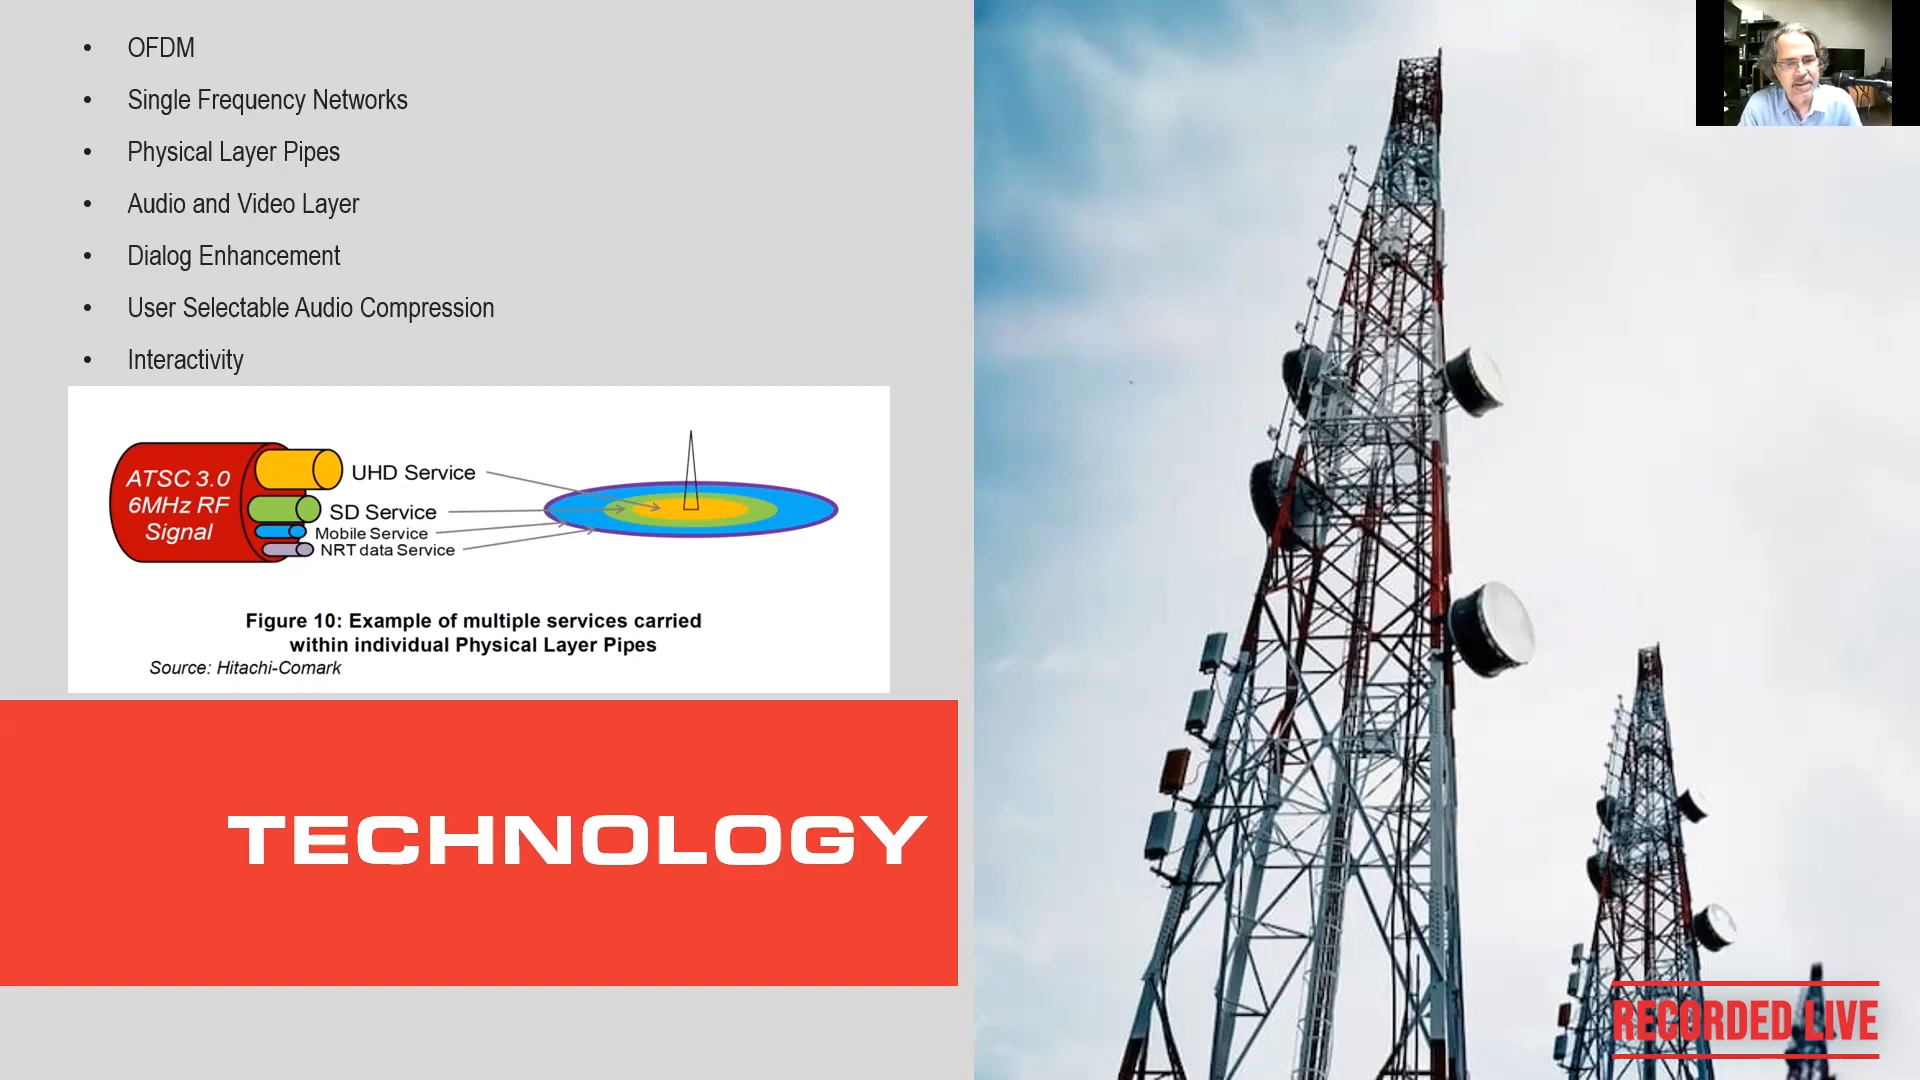 • OFDM
• Single Frequency Networks
• Physical Layer Pipes
• Audio and Video Layer
• Dialog Enhancement
• User Selectable Audio Compression
• Interactivity
ATSC 3.0
6MHz RF
Signal
UHD Service
SD Service
Mobile Service
NRT data Service
Figure 10: Example of multiple services carried
within individual Physical Layer Pipes
Source: Hitachi-Comark
TECHNOLOGY
RECORDED LIVE